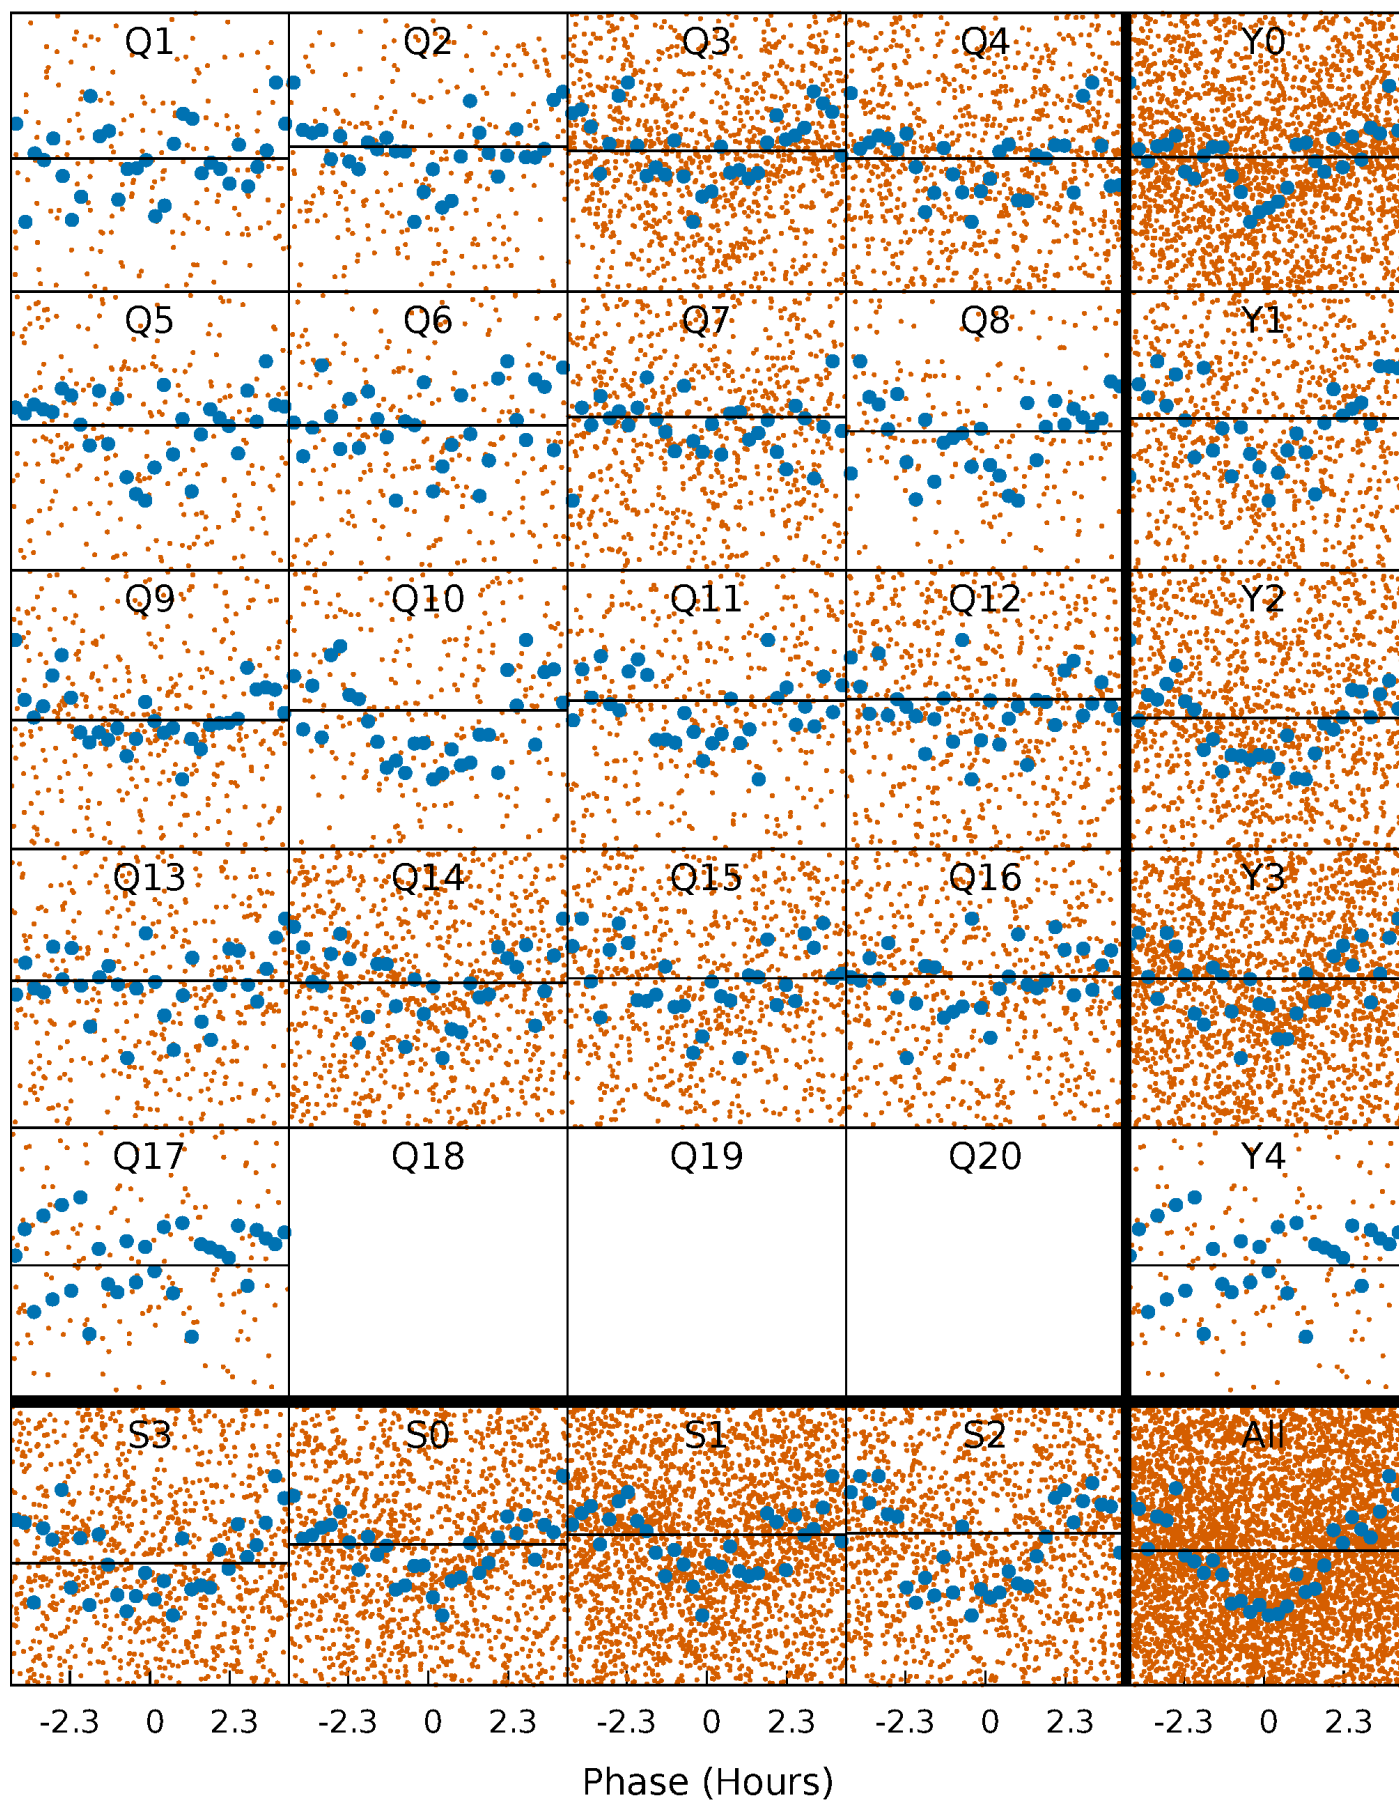 Q1 Q2 Q3 Q4 Y0
Q5 Q6 Q7 Q8 Y1
Q9 Q10 Q11 Q12 Y2
Q13 Q14 Q15 Q16 Y3
Q17 Q18 Q19 Q20 Y4
S3 S0 S1 S2 All
-2.3 0 2.3 -2.3 0 2.3 -2.3 0 2.3 -2.3 0 2.3 -2.3 0 2.3
Phase (Hours)